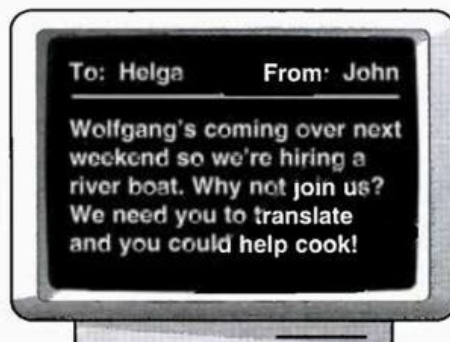 To: Helga From: John
Wolfgang's coming over next
weekend so we're hiring a
river boat. Why not join us?
We need you to translate
and you could help cook!